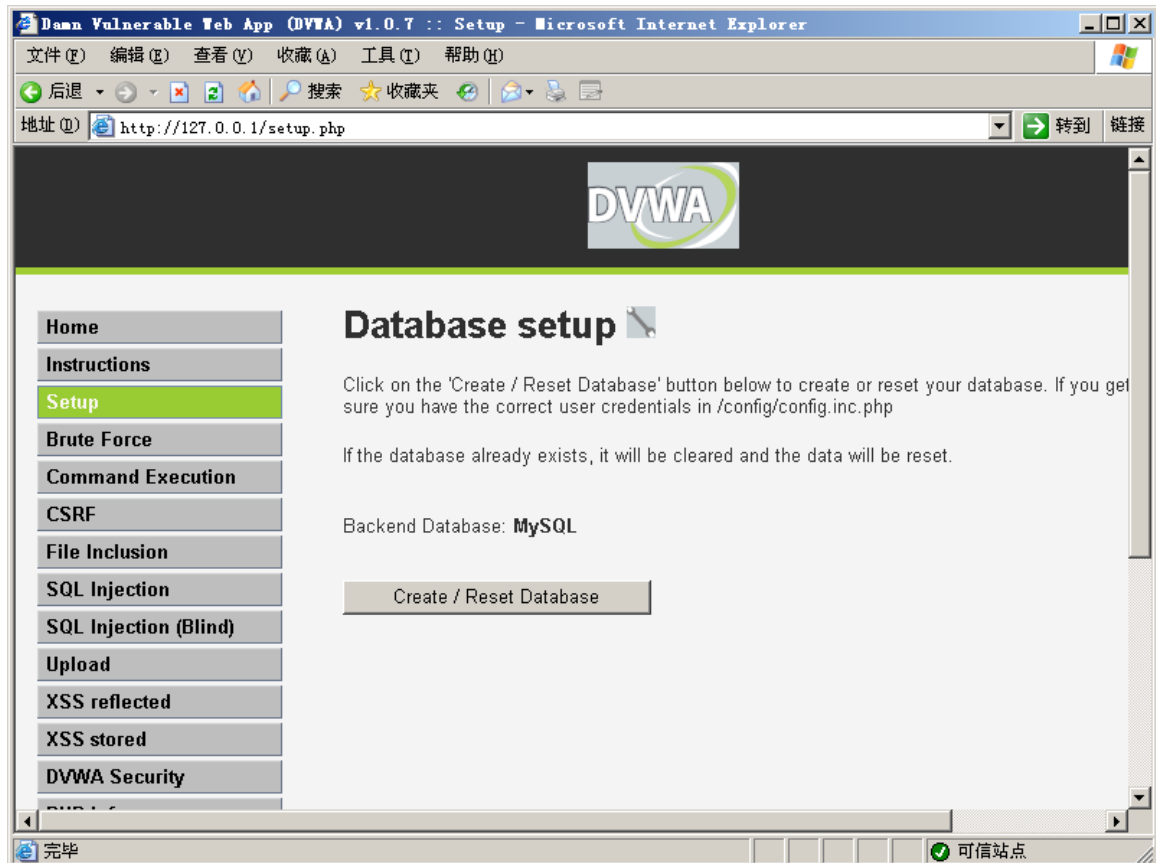 Damn Vulnerable Web App (DVWA) v1.0.7 :: Setup - Microsoft Internet Explorer
文件(F) 编辑(E) 查看(V) 收藏(A) 工具(T) 帮助(H)
后退 搜索 收藏夹
地址(D) http://127.0.0.1/setup.php 转到 链接
DVWA
Home
Instructions
Setup
Brute Force
Command Execution
CSRF
File Inclusion
SQL Injection
SQL Injection (Blind)
Upload
XSS reflected
XSS stored
DVWA Security
Database setup
Click on the 'Create / Reset Database' button below to create or reset your database. If you get
sure you have the correct user credentials in /config/config.inc.php
If the database already exists, it will be cleared and the data will be reset.
Backend Database: MySQL
Create / Reset Database
完毕 可信站点